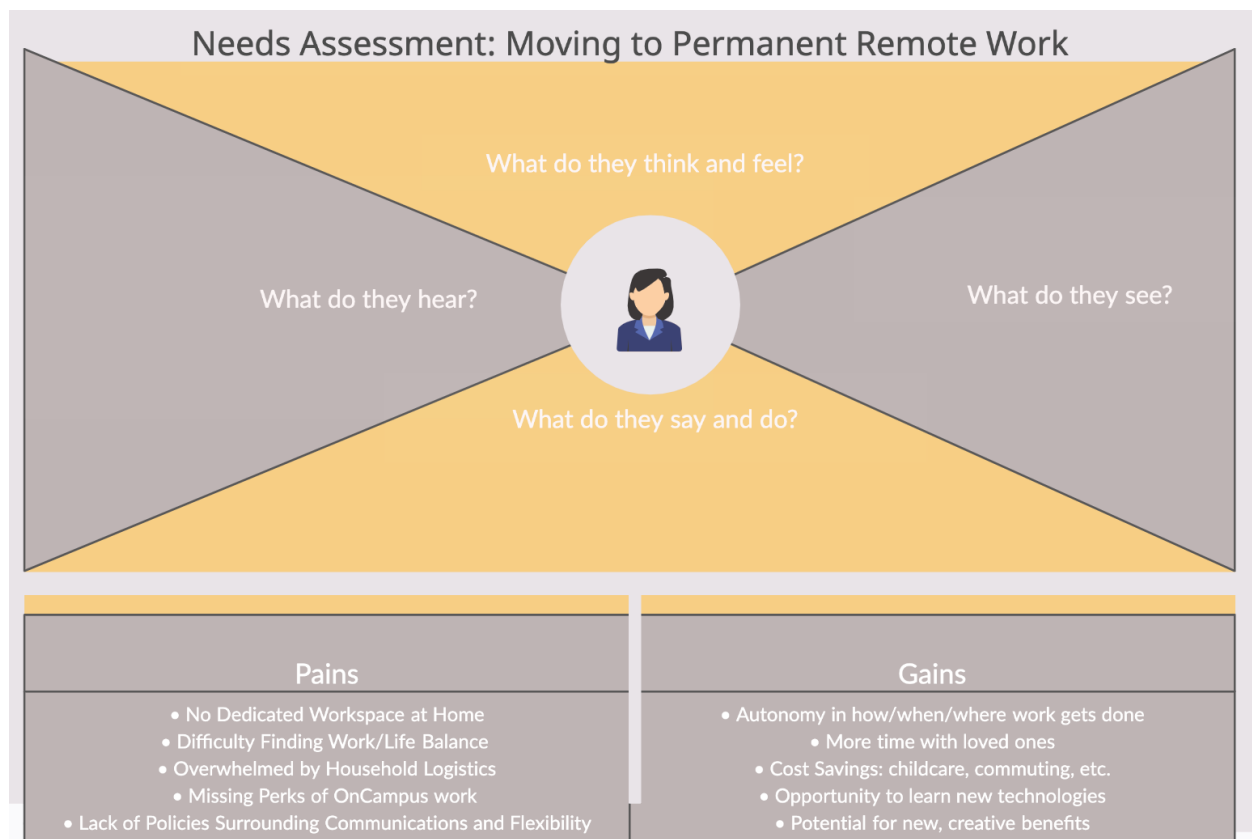 Needs Assessment: Moving to Permanent Remote Work
What do they think and feel?
What do they hear?
What do they see?
What do they say and do?
Pains
• No Dedicated Workspace at Home
• Difficulty Finding Work/Life Balance
• Overwhelmed by Household Logistics
• Missing Perks of OnCampus work
• Lack of Policies Surrounding Communications and Flexibility
Gains
• Autonomy in how/when/where work gets done
• More time with loved ones
• Cost Savings: childcare, commuting, etc.
• Opportunity to learn new technologies
• Potential for new, creative benefits